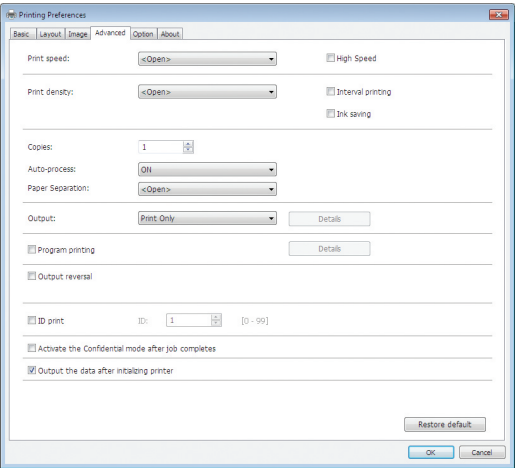 Printing Preferences
Basic Layout Image Advanced Option About
Print speed: <Open> High Speed
Print density: <Open> Interval printing
Ink saving
Copies: 1
Auto-process: ON
Paper Separation: <Open>
Output: Print Only Details
Program printing Details
Output reversal
ID print ID: 1 [0 - 99]
Activate the Confidential mode after job completes
Output the data after initializing printer
Restore default
OK Cancel